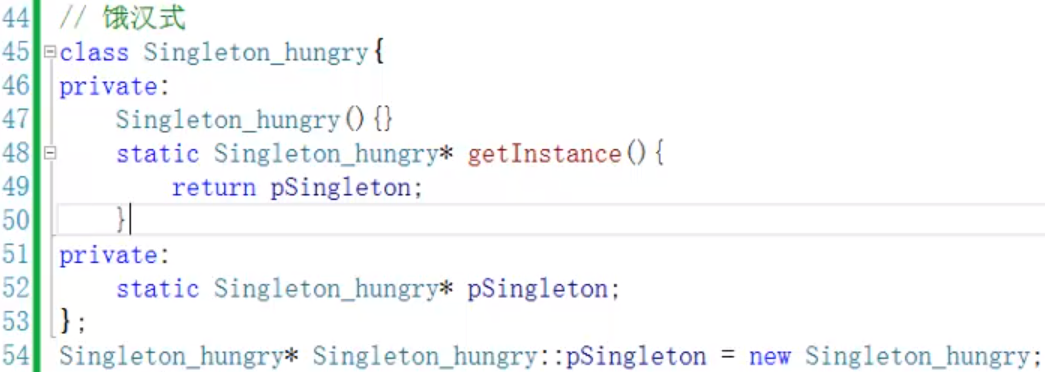 44 // 饿汉式
45 class Singleton_hungry{
46 private:
47     Singleton_hungry(){}
48     static Singleton_hungry* getInstance(){
49         return pSingleton;
50     }
51 private:
52     static Singleton_hungry* pSingleton;
53 };
54 Singleton_hungry* Singleton_hungry::pSingleton = new Singleton_hungry;